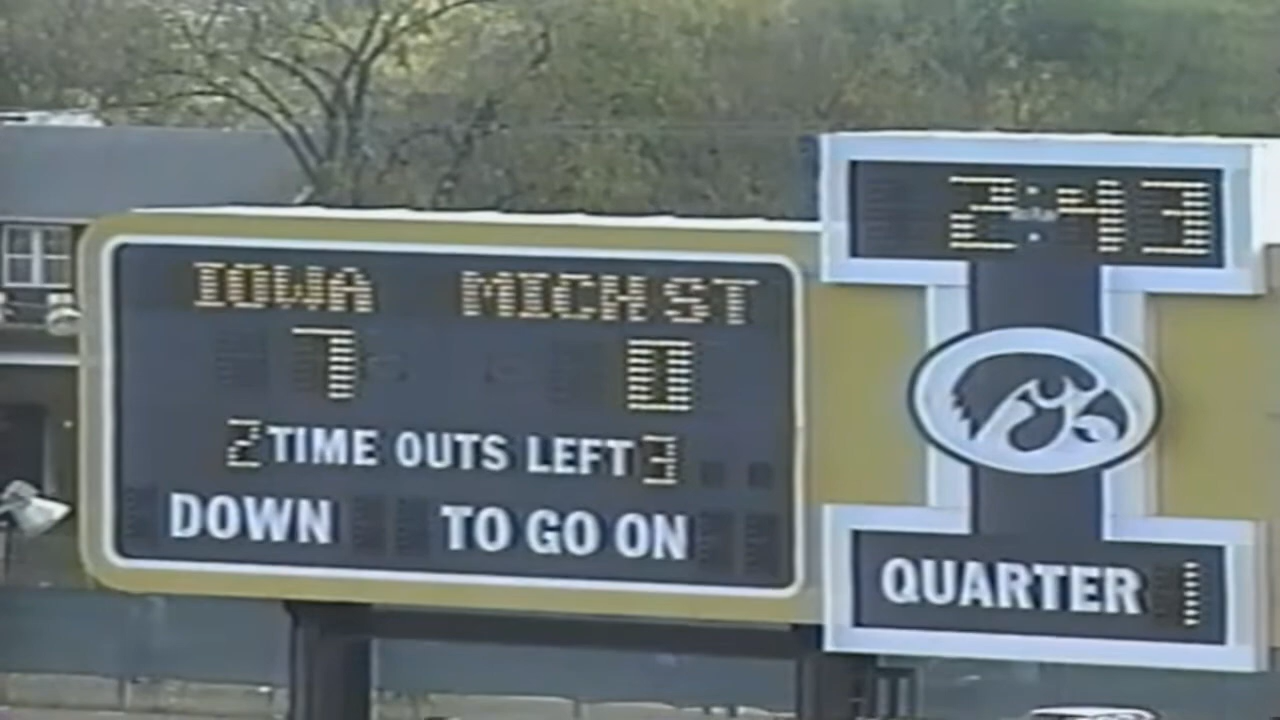 2:43
IOWA MICH ST
7 0
2 TIME OUTS LEFT 3
DOWN TO GO ON
QUARTER 1